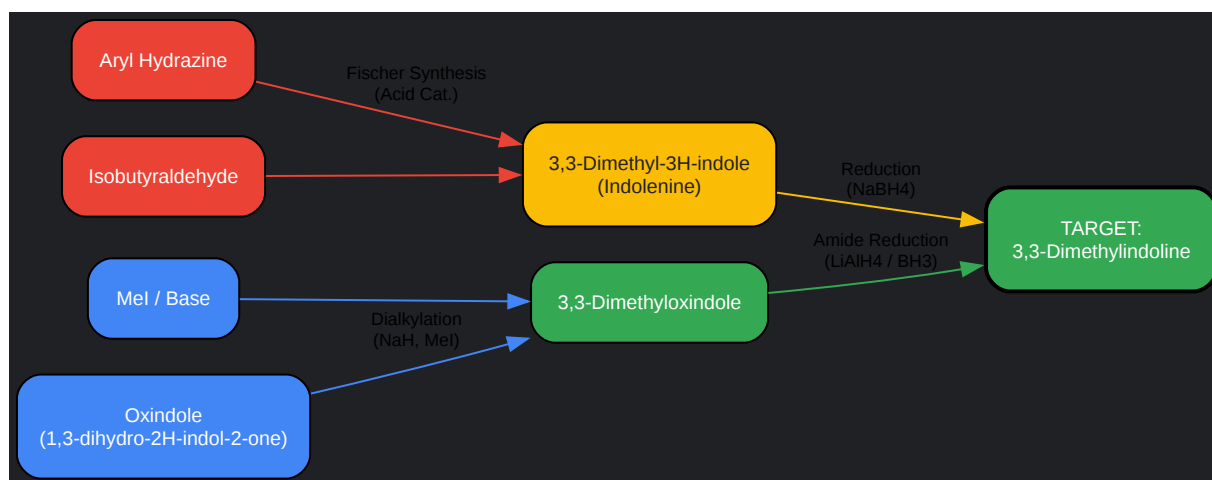 Aryl Hydrazine
Fischer Synthesis
(Acid Cat.)
Isobutyraldehyde
3,3-Dimethyl-3H-indole
(Indolenine)
Reduction
(NaBH4)
TARGET:
3,3-Dimethylindoline
Amide Reduction
(LiAlH4 / BH3)
MeI / Base
3,3-Dimethyloxindole
Dialkylation
(NaH, MeI)
Oxindole
(1,3-dihydro-2H-indol-2-one)